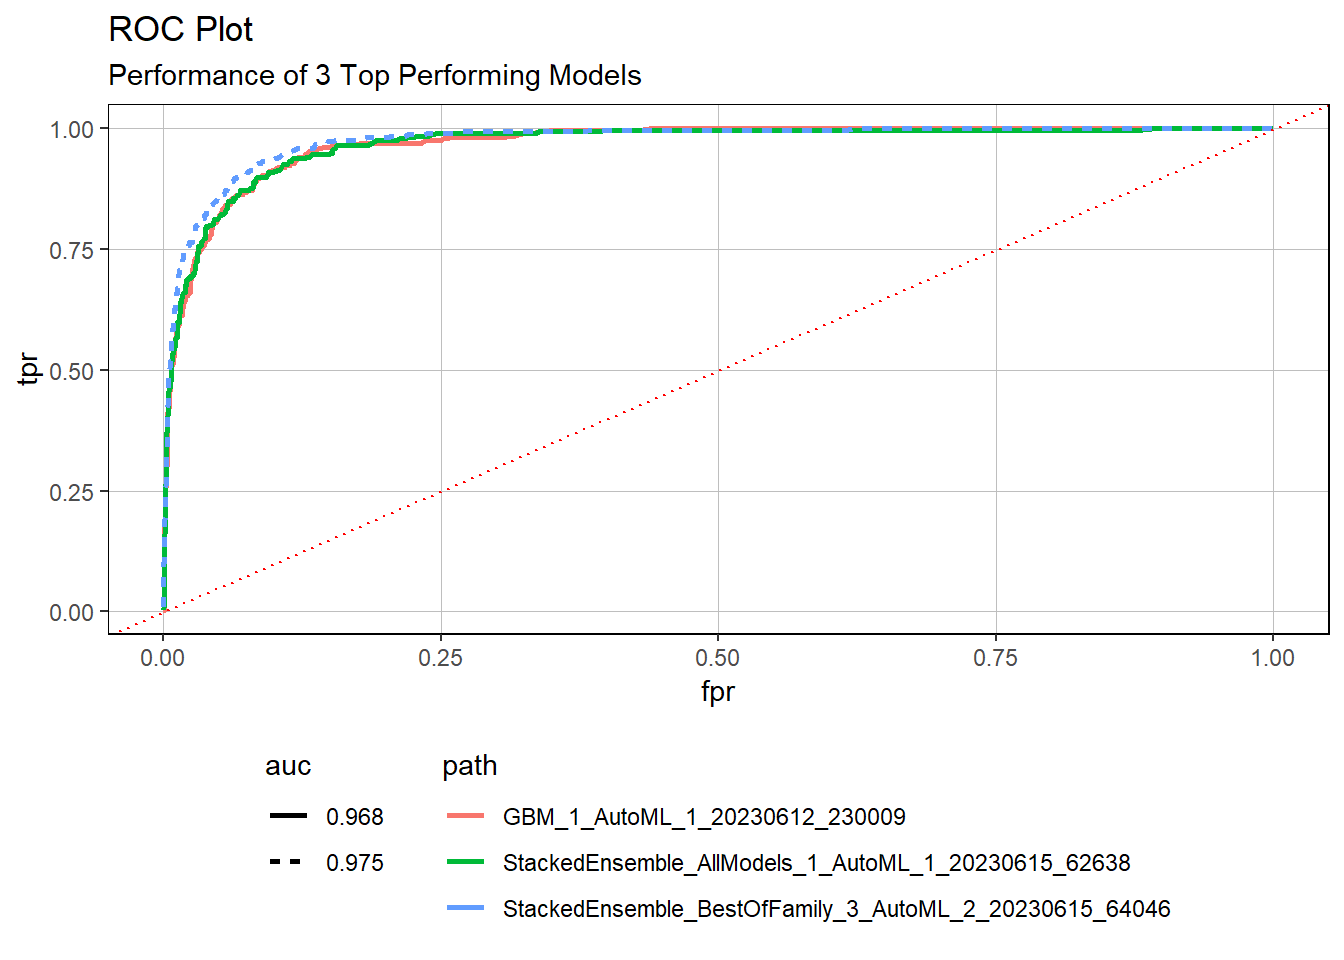 ROC Plot
Performance of 3 Top Performing Models
1.00
0.75
0.50
0.25
0.00
tpr
0.00 0.25 0.50 0.75 1.00
fpr
auc
0.968
0.975
path
GBM_1_AutoML_1_20230612_230009
StackedEnsemble_AllModels_1_AutoML_1_20230615_62638
StackedEnsemble_BestOfFamily_3_AutoML_2_20230615_64046